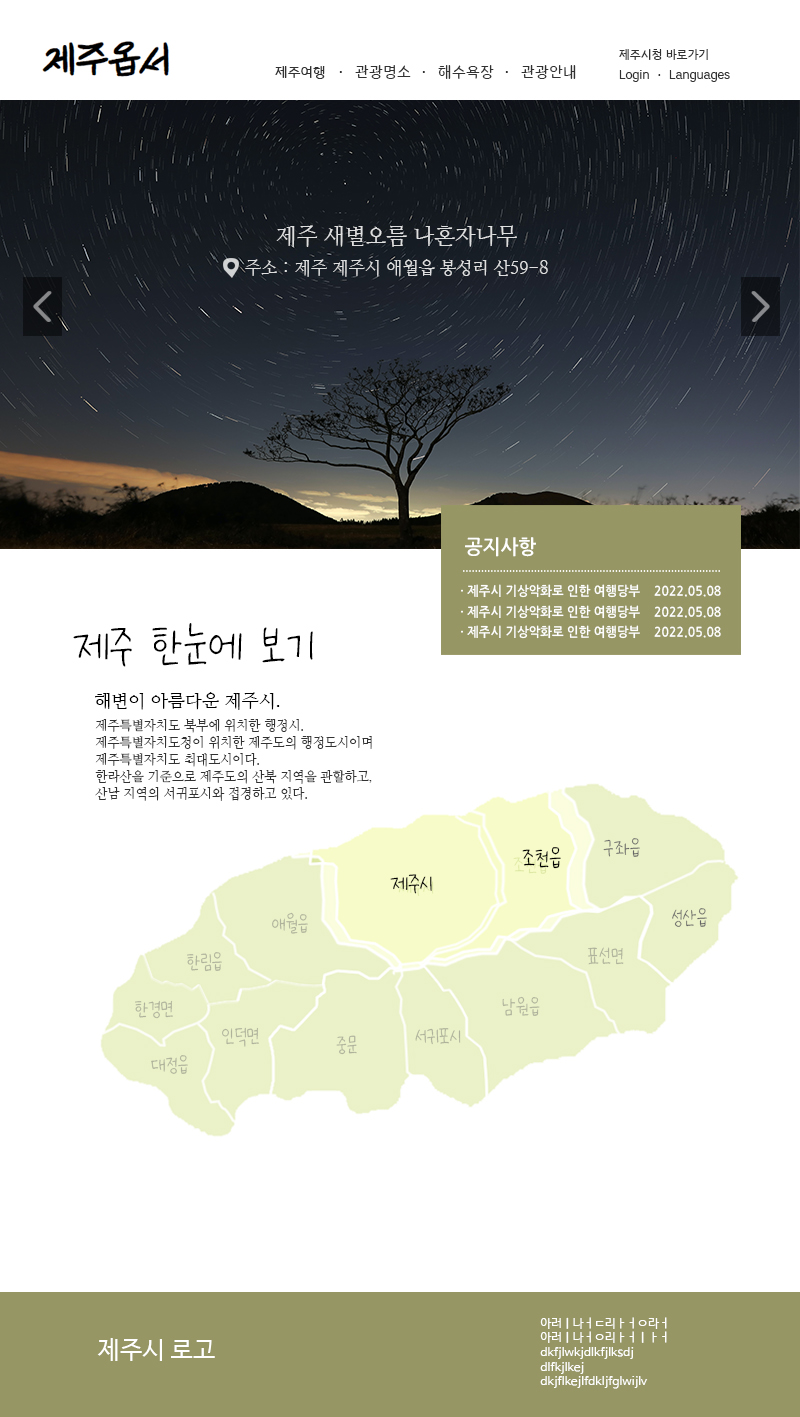 제주옵서
제주여행 · 관광명소 · 해수욕장 · 관광안내
제주시청 바로가기
Login · Languages
제주 새별오름 나혼자나무
주소 : 제주 제주시 애월읍 봉성리 산59-8
공지사항
· 제주시 기상악화로 인한 여행당부 2022.05.08
· 제주시 기상악화로 인한 여행당부 2022.05.08
· 제주시 기상악화로 인한 여행당부 2022.05.08
제주 한눈에 보기
해변이 아름다운 제주시.
제주특별자치도 북부에 위치한 행정시.
제주특별자치도청이 위치한 제주도의 행정도시이며
제주특별자치도 최대도시이다.
한라산을 기준으로 제주도의 산북 지역을 관할하고,
산남 지역의 서귀포시와 접경하고 있다.
구좌읍
조천읍
제주시
성산읍
애월읍
표선면
한림읍
한경면
남원읍
인덕면
중문
서귀포시
대정읍
제주시 로고
아러ㅣ나ㅓㄷ리ㅏㅓㅇ라ㅓ
아러ㅣ나ㅓㅇ리ㅏㅓㅣㅏㅓ
dkfjlwkjdlkfjlksdj
dlfkjlkej
dkjflkejlfdkljfglwijlv